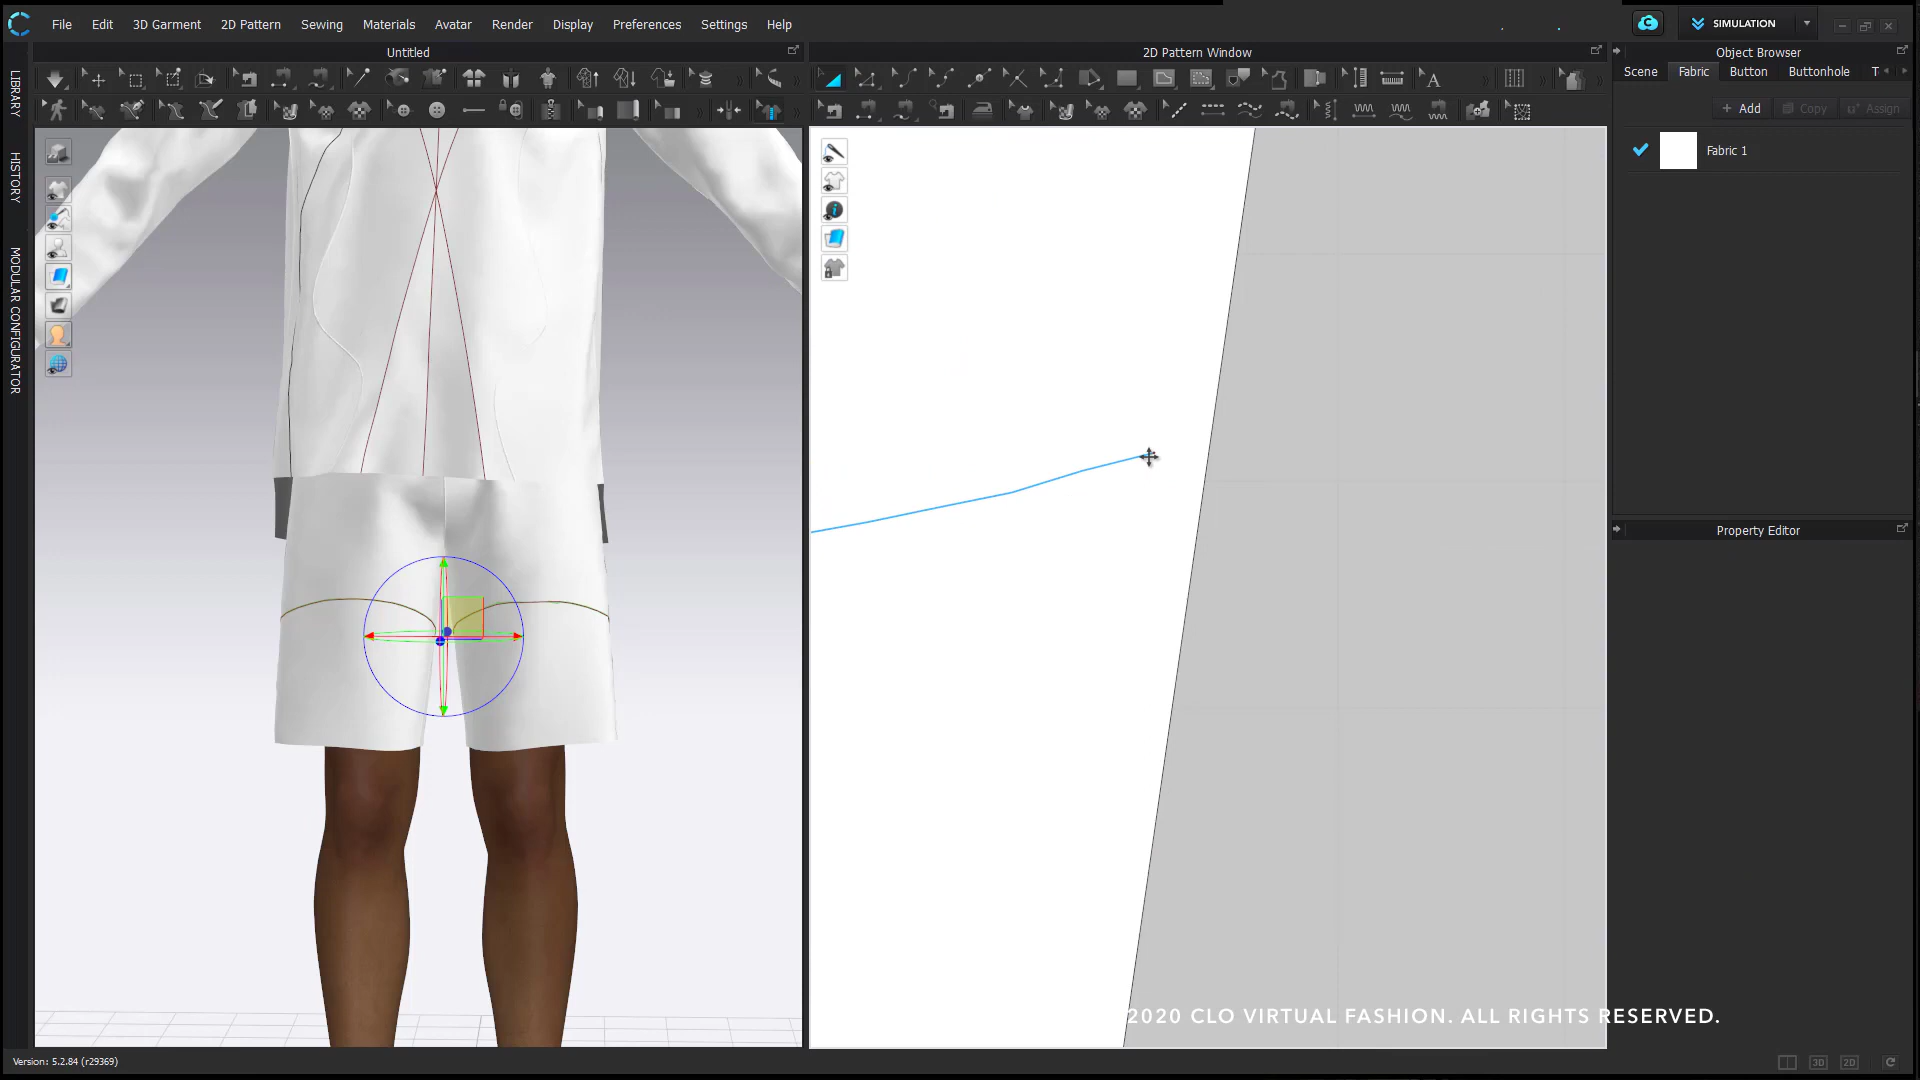 File Edit 3D Garment 2D Pattern Sewing Materials Avatar Render Display Preferences Settings Help
SIMULATION
Untitled
2D Pattern Window
Object Browser
Scene Fabric Button Buttonhole T
Add Copy Assign
Fabric 1
LIBRARY
HISTORY
MODULAR CONFIGURATOR
Property Editor
2020 CLO VIRTUAL FASHION. ALL RIGHTS RESERVED.
Version: 5.2.84 (r29369)
3D 2D